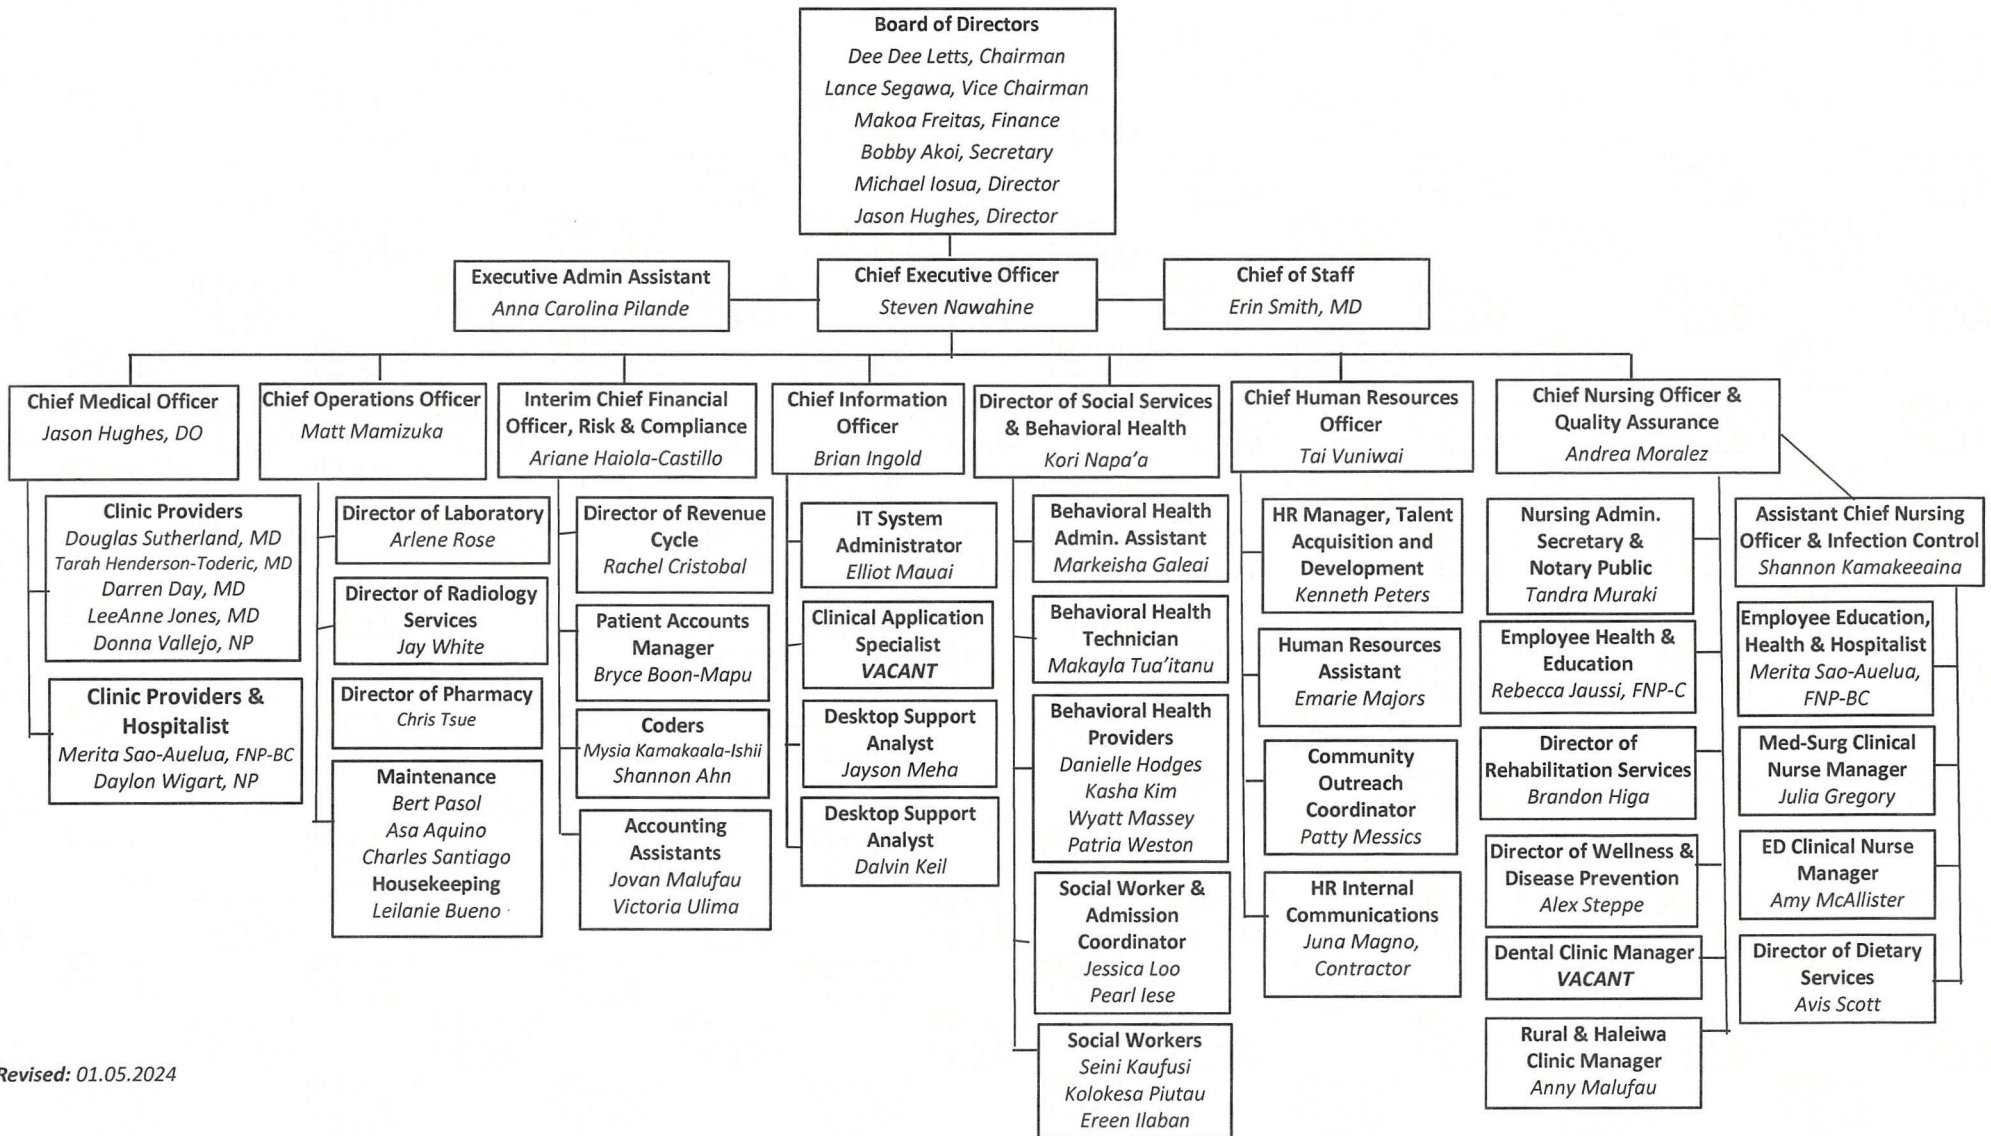 Board of Directors
Dee Dee Letts, Chairman
Lance Segawa, Vice Chairman
Makoa Freitas, Finance
Bobby Akoi, Secretary
Michael Iosua, Director
Jason Hughes, Director
Executive Admin Assistant
Anna Carolina Pilande
Chief Executive Officer
Steven Nawahine
Chief of Staff
Erin Smith, MD
Chief Medical Officer
Jason Hughes, DO
Clinic Providers
Douglas Sutherland, MD
Tarah Henderson-Toderic, MD
Darren Day, MD
LeeAnne Jones, MD
Donna Vallejo, NP
Clinic Providers &
Hospitalist
Merita Sao-Auelua, FNP-BC
Daylon Wigart, NP
Chief Operations Officer
Matt Mamizuka
Director of Laboratory
Arlene Rose
Director of Radiology
Services
Jay White
Director of Pharmacy
Chris Tsue
Maintenance
Bert Pasol
Asa Aquino
Charles Santiago
Housekeeping
Leilanie Bueno
Interim Chief Financial
Officer, Risk & Compliance
Ariane Haiola-Castillo
Director of Revenue
Cycle
Rachel Cristobal
Patient Accounts
Manager
Bryce Boon-Mapu
Coders
Mysia Kamakaala-Ishii
Shannon Ahn
Accounting
Assistants
Jovan Malufau
Victoria Ulima
Chief Information
Officer
Brian Ingold
IT System
Administrator
Elliot Mauai
Clinical Application
Specialist
VACANT
Desktop Support
Analyst
Jayson Meha
Desktop Support
Analyst
Dalvin Keil
Director of Social Services
& Behavioral Health
Kori Napa'a
Behavioral Health
Admin. Assistant
Markeisha Galeai
Behavioral Health
Technician
Makayla Tua'itanu
Behavioral Health
Providers
Danielle Hodges
Kasha Kim
Wyatt Massey
Patria Weston
Social Worker &
Admission
Coordinator
Jessica Loo
Pearl Iese
Social Workers
Seini Kaufusi
Kolokesa Piutau
Ereen Ilaban
Chief Human Resources
Officer
Tai Vuniwai
HR Manager, Talent
Acquisition and
Development
Kenneth Peters
Human Resources
Assistant
Emarie Majors
Community
Outreach
Coordinator
Patty Messics
HR Internal
Communications
Juna Magno,
Contractor
Chief Nursing Officer &
Quality Assurance
Andrea Moralez
Nursing Admin.
Secretary &
Notary Public
Tandra Muraki
Employee Health &
Education
Rebecca Jaussi, FNP-C
Director of
Rehabilitation Services
Brandon Higa
Director of Wellness &
Disease Prevention
Alex Steppe
Dental Clinic Manager
VACANT
Rural & Haleiwa
Clinic Manager
Anny Malufau
Assistant Chief Nursing
Officer & Infection Control
Shannon Kamakeeaina
Employee Education,
Health & Hospitalist
Merita Sao-Auelua,
FNP-BC
Med-Surg Clinical
Nurse Manager
Julia Gregory
ED Clinical Nurse
Manager
Amy McAllister
Director of Dietary
Services
Avis Scott
Revised: 01.05.2024